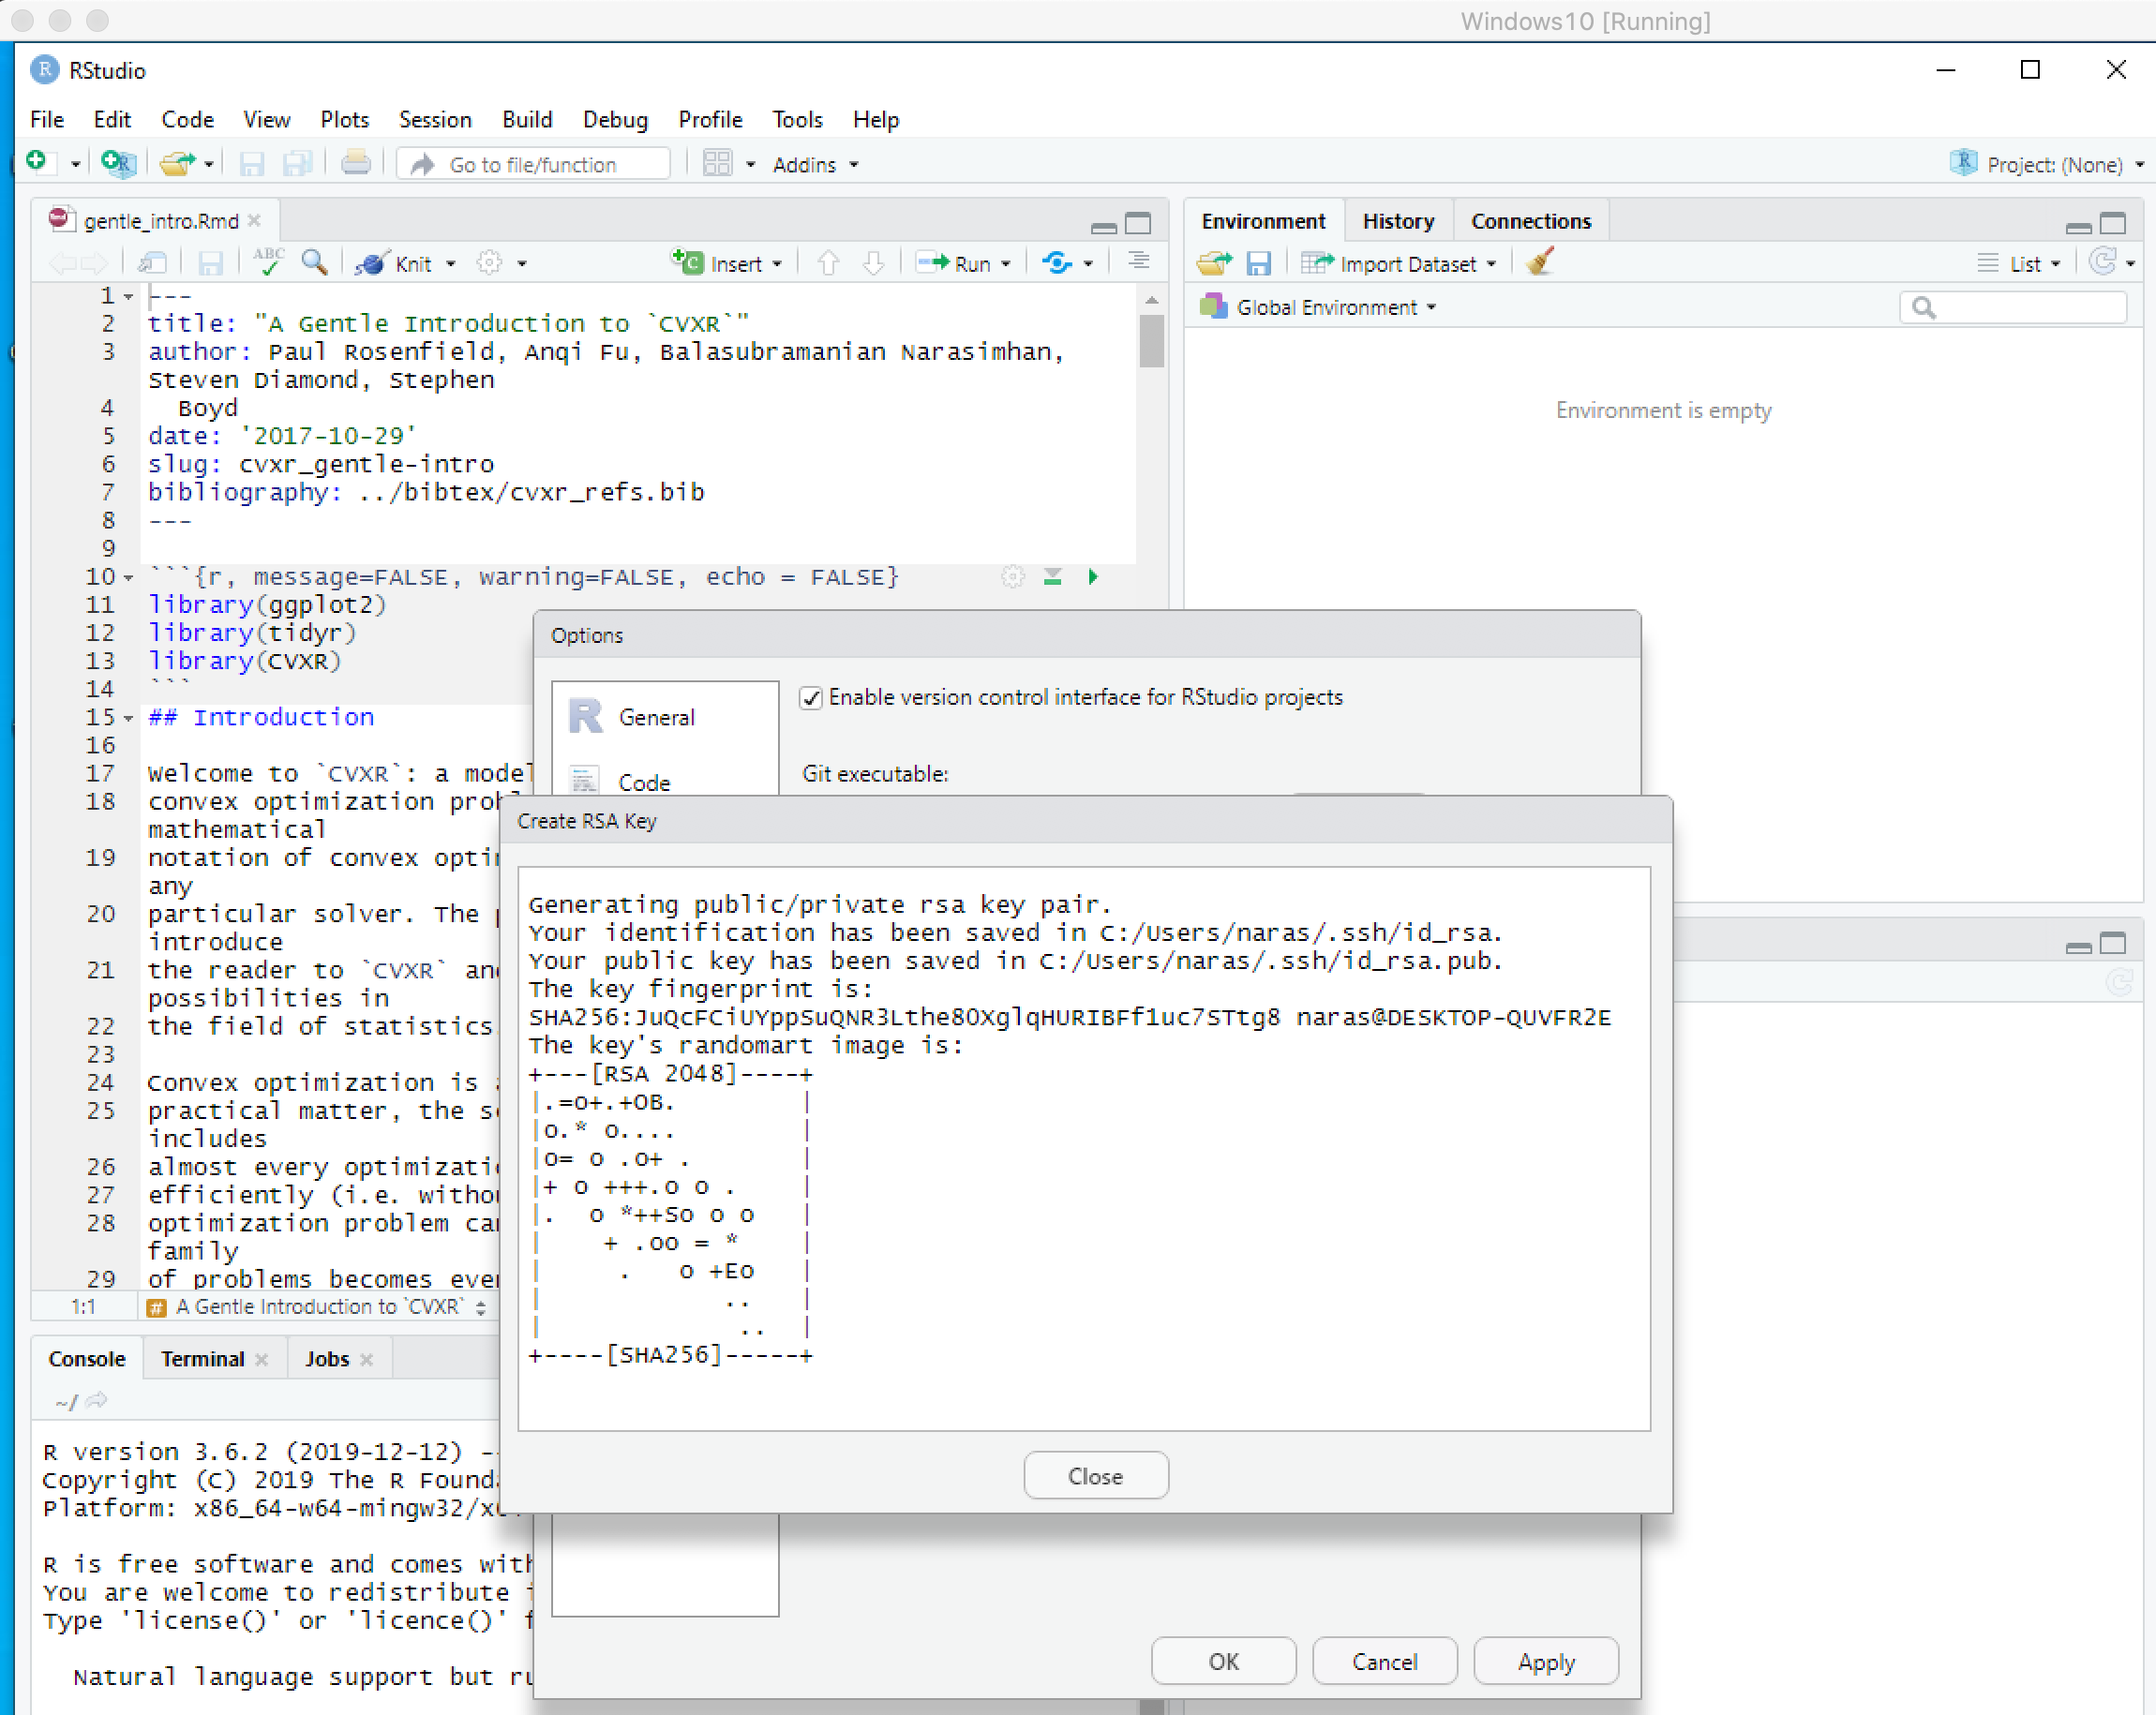 Windows10 [Running]
RStudio
File Edit Code View Plots Session Build Debug Profile Tools Help
Go to file/function Addins Project: (None)
gentle_intro.Rmd
ABC Knit Insert Run
1 ---
2 title: "A Gentle Introduction to `CVXR`"
3 author: Paul Rosenfield, Anqi Fu, Balasubramanian Narasimhan,
Steven Diamond, Stephen
4 Boyd
5 date: '2017-10-29'
6 slug: cvxr_gentle-intro
7 bibliography: ../bibtex/cvxr_refs.bib
8 ---
9
10 ```{r, message=FALSE, warning=FALSE, echo = FALSE}
11 library(ggplot2)
12 library(tidyr)
13 library(CVXR)
14 ```
15 ## Introduction
16
17 Welcome to `CVXR`: a model
18 convex optimization probl
mathematical
19 notation of convex optim
any
20 particular solver. The p
introduce
21 the reader to `CVXR` and
possibilities in
22 the field of statistics.
23
24 Convex optimization is a
25 practical matter, the so
includes
26 almost every optimizatio
27 efficiently (i.e. withou
28 optimization problem can
family
29 of problems becomes even
1:1 A Gentle Introduction to `CVXR`
Console Terminal Jobs
~/
R version 3.6.2 (2019-12-12) --
Copyright (C) 2019 The R Founda
Platform: x86_64-w64-mingw32/x64
R is free software and comes with
You are welcome to redistribute i
Type 'license()' or 'licence()' f
Natural language support but ru
Environment History Connections
Import Dataset List
Global Environment
Environment is empty
Options
General
Code
Enable version control interface for RStudio projects
Git executable:
Create RSA Key
Generating public/private rsa key pair.
Your identification has been saved in C:/Users/naras/.ssh/id_rsa.
Your public key has been saved in C:/Users/naras/.ssh/id_rsa.pub.
The key fingerprint is:
SHA256:JuQcFCiUYppSuQNR3Lthe8OXglqHURIBFf1uc7STtg8 naras@DESKTOP-QUVFR2E
The key's randomart image is:
+---[RSA 2048]----+
|.=o+.+OB.         |
|o.* o....         |
|o= o .o+ .        |
|+ o +++.o o .     |
|.  o *++So o o    |
|    + .oo = *     |
|     .   o +Eo    |
|            ..    |
|             ..   |
+----[SHA256]-----+
Close
OK Cancel Apply